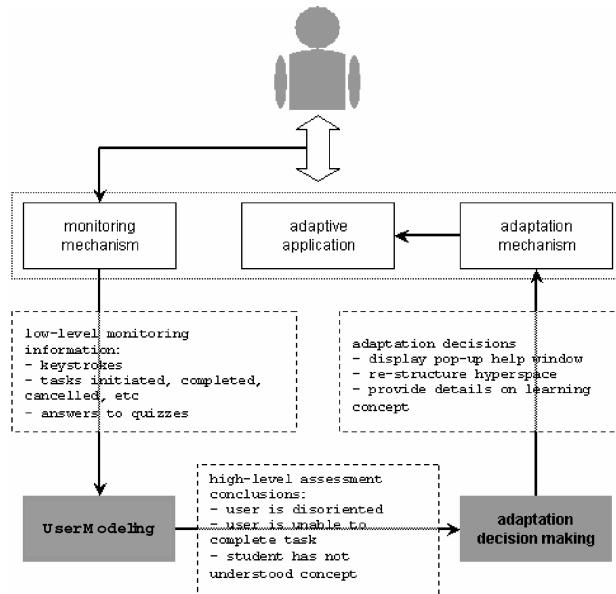 monitoring
mechanism
adaptive
application
adaptation
mechanism
low-level monitoring
information:
- keystrokes
- tasks initiated, completed,
cancelled, etc
- answers to quizzes
adaptation decisions
- display pop-up help window
- re-structure hyperspace
- provide details on learning
concept
high-level assessment
conclusions:
- user is disoriented
- user is unable to
complete task
- student has not
understood concept
UserModeling
adaptation
decision making